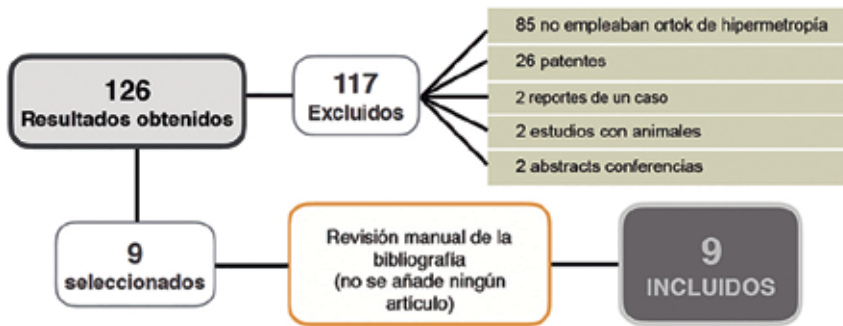 126
Resultados obtenidos
117
Excluidos
85 no empleaban ortok de hipermetropía
26 patentes
2 reportes de un caso
2 estudios con animales
2 abstracts conferencias
9
seleccionados
Revisión manual de la
bibliografía
(no se añade ningún
artículo)
9
INCLUIDOS